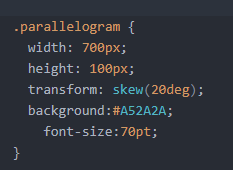 .parallelogram {
  width: 700px;
  height: 100px;
  transform: skew(20deg);
  background:#A52A2A;
    font-size:70pt;
}